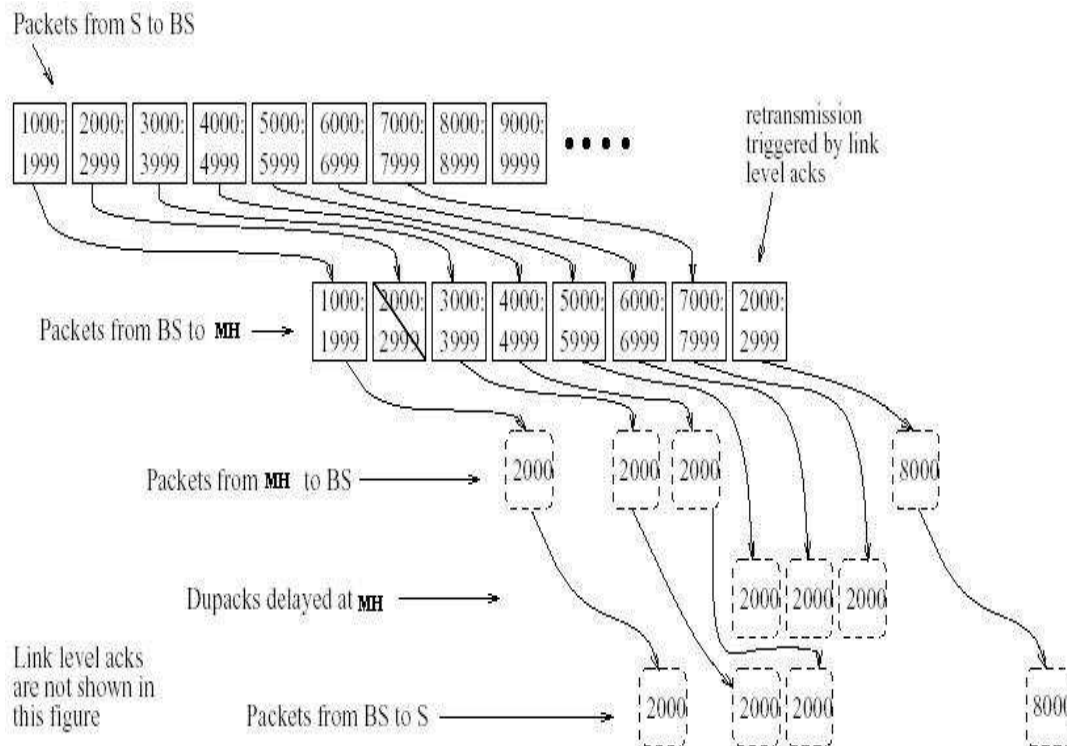 Packets from S to BS
1000: 2000: 3000: 4000: 5000: 6000: 7000: 8000: 9000:
1999 2999 3999 4999 5999 6999 7999 8999 9999
retransmission
triggered by link
level acks
1000: 2000: 3000: 4000: 5000: 6000: 7000: 2000:
1999 2999 3999 4999 5999 6999 7999 2999
Packets from BS to MH
2000 2000 2000 8000
Packets from MH to BS
2000 2000 2000
Dupacks delayed at MH
Link level acks
are not shown in
this figure
2000 2000 2000 8000
Packets from BS to S